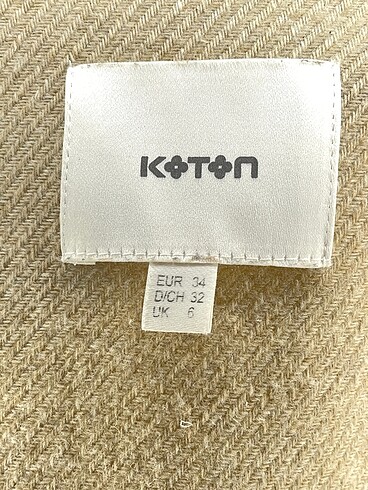 KOTON
EUR 34
D/CH 32
UK 6